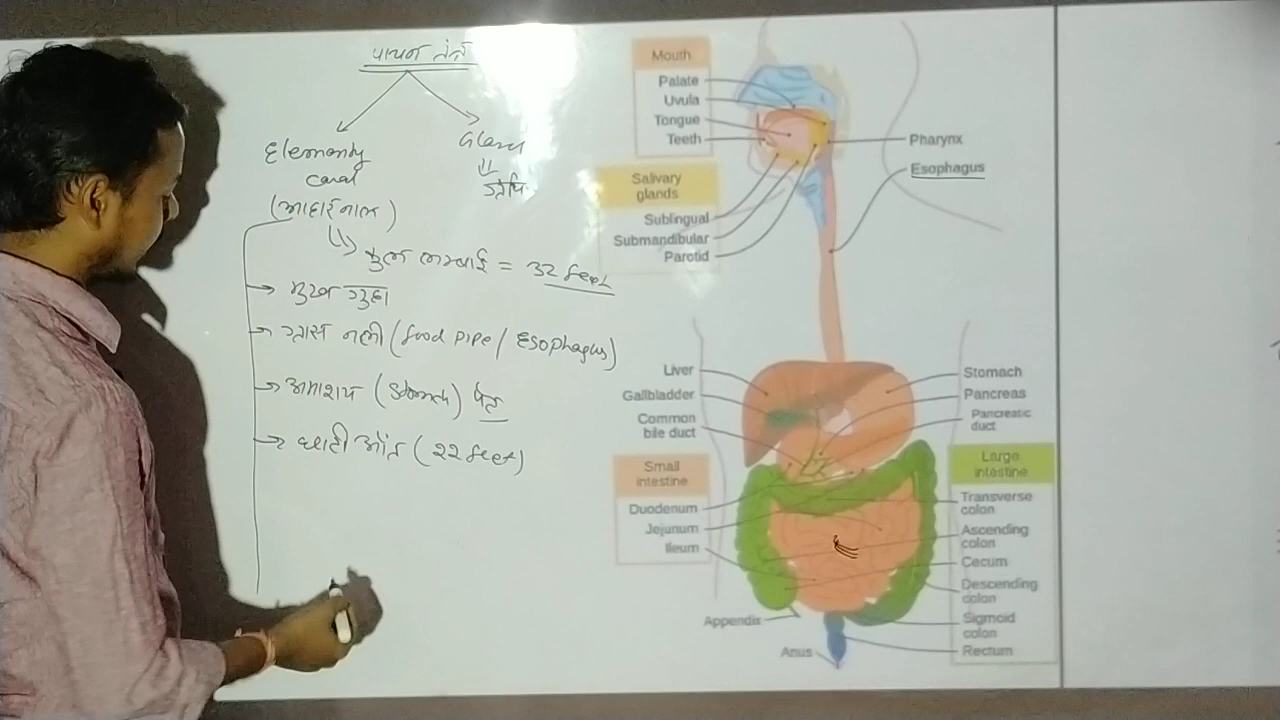 पाचन तंत्र
Elemondy
canal
(आहारनाल)
Gland
ग्रंथि
कुल लम्बाई = 32 feet
→ मुख गुहा
→ ग्रास नली (food pipe / Esophagus)
→ आमाशय (Stomach) पेट
→ छोटी आँत (22 feet)
Mouth
Palate
Uvula
Tongue
Teeth
Salivary
glands
Sublingual
Submandibular
Parotid
Pharynx
Esophagus
Liver
Gallbladder
Common
bile duct
Small
intestine
Duodenum
Jejunum
Ileum
Appendix
Anus
Stomach
Pancreas
Pancreatic
duct
Large
intestine
Transverse
colon
Ascending
colon
Cecum
Descending
colon
Sigmoid
colon
Rectum